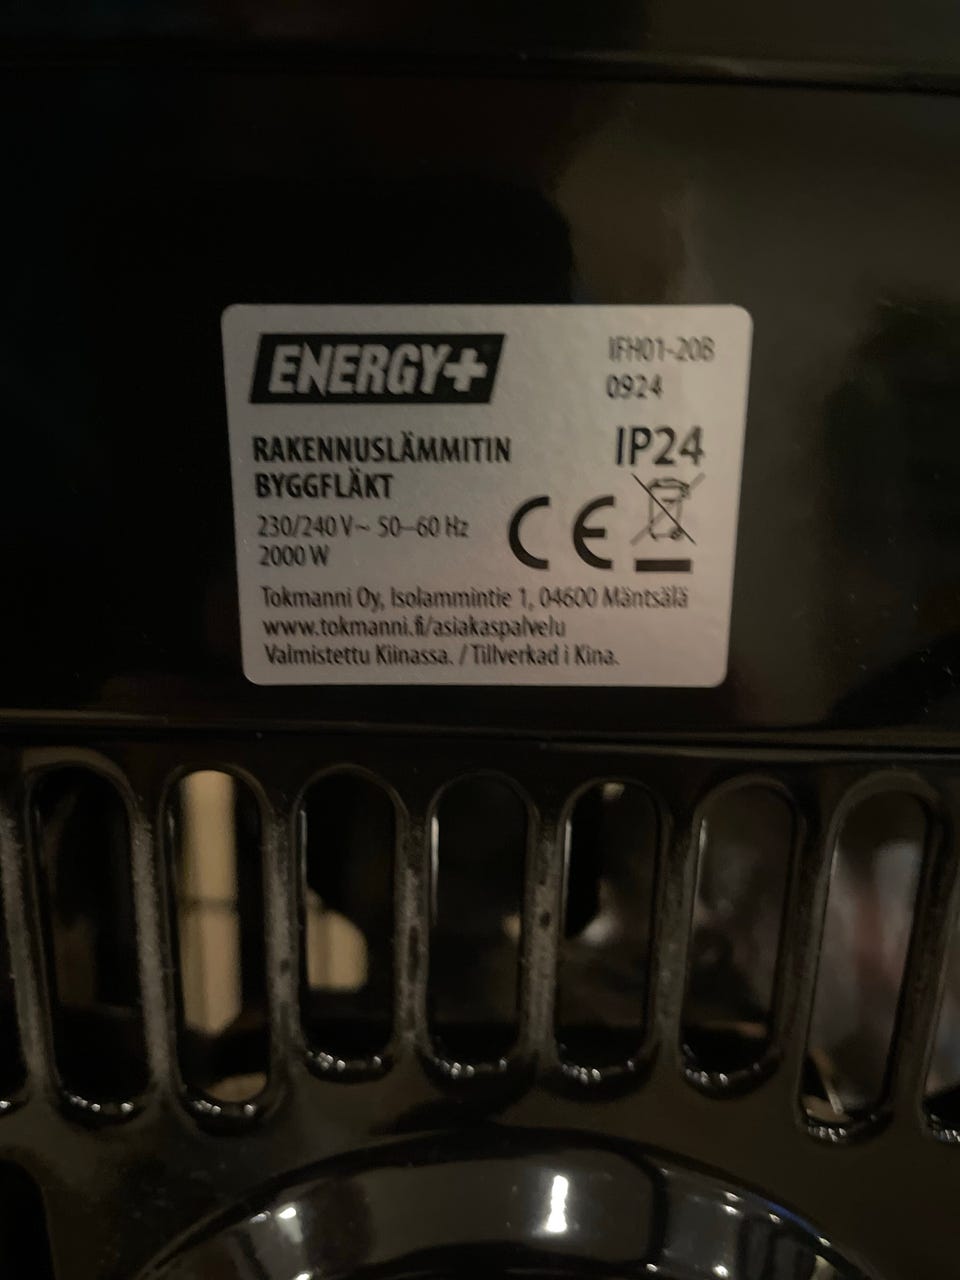 ENERGY+
IFH01-20B
0924
IP24
RAKENNUSLÄMMITIN
BYGGFLÄKT
230/240 V~ 50–60 Hz
2000 W
CE
Tokmanni Oy, Isolammintie 1, 04600 Mäntsälä
www.tokmanni.fi/asiakaspalvelu
Valmistettu Kiinassa. / Tillverkad i Kina.